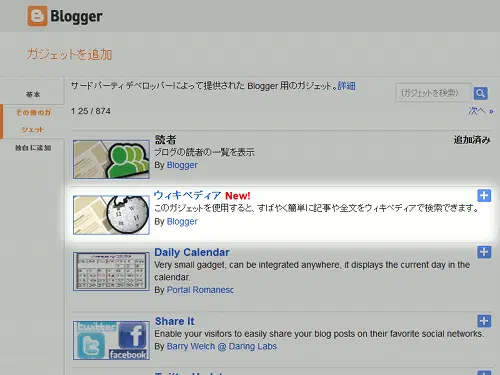 Blogger
ガジェットを追加
基本
その他のガ
ジェット
独自に追加
サードパーティデベロッパーによって提供された Blogger 用のガジェット。詳細
(ガジェットを検索)
1 25 / 874
次へ »
読者
追加済み
ブログの読者の一覧を表示
By Blogger
ウィキペディア New!
このガジェットを使用すると、すばやく簡単に記事や全文をウィキペディアで検索できます。
By Blogger
Daily Calendar
Very small gadget, can be integrated anywhere, it displays the current day in the
calendar.
By Portal Romanesc
Share It
Enable your visitors to easily share your blog posts on their favorite social networks.
By Barry Welch @ Daring Labs
twitter
facebook